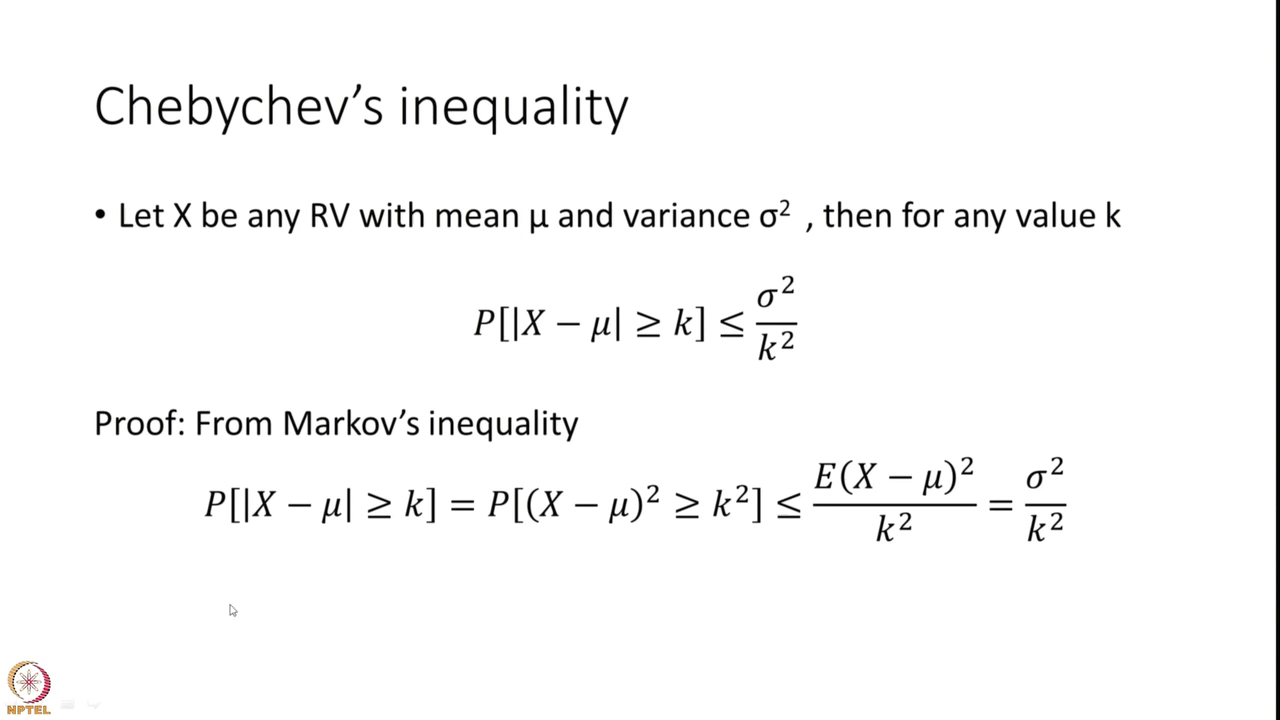 Chebychev's inequality
• Let X be any RV with mean μ and variance σ² , then for any value k
P[|X − μ| ≥ k] ≤ σ²/k²
Proof: From Markov's inequality
P[|X − μ| ≥ k] = P[(X − μ)² ≥ k²] ≤ E(X − μ)²/k² = σ²/k²
NPTEL